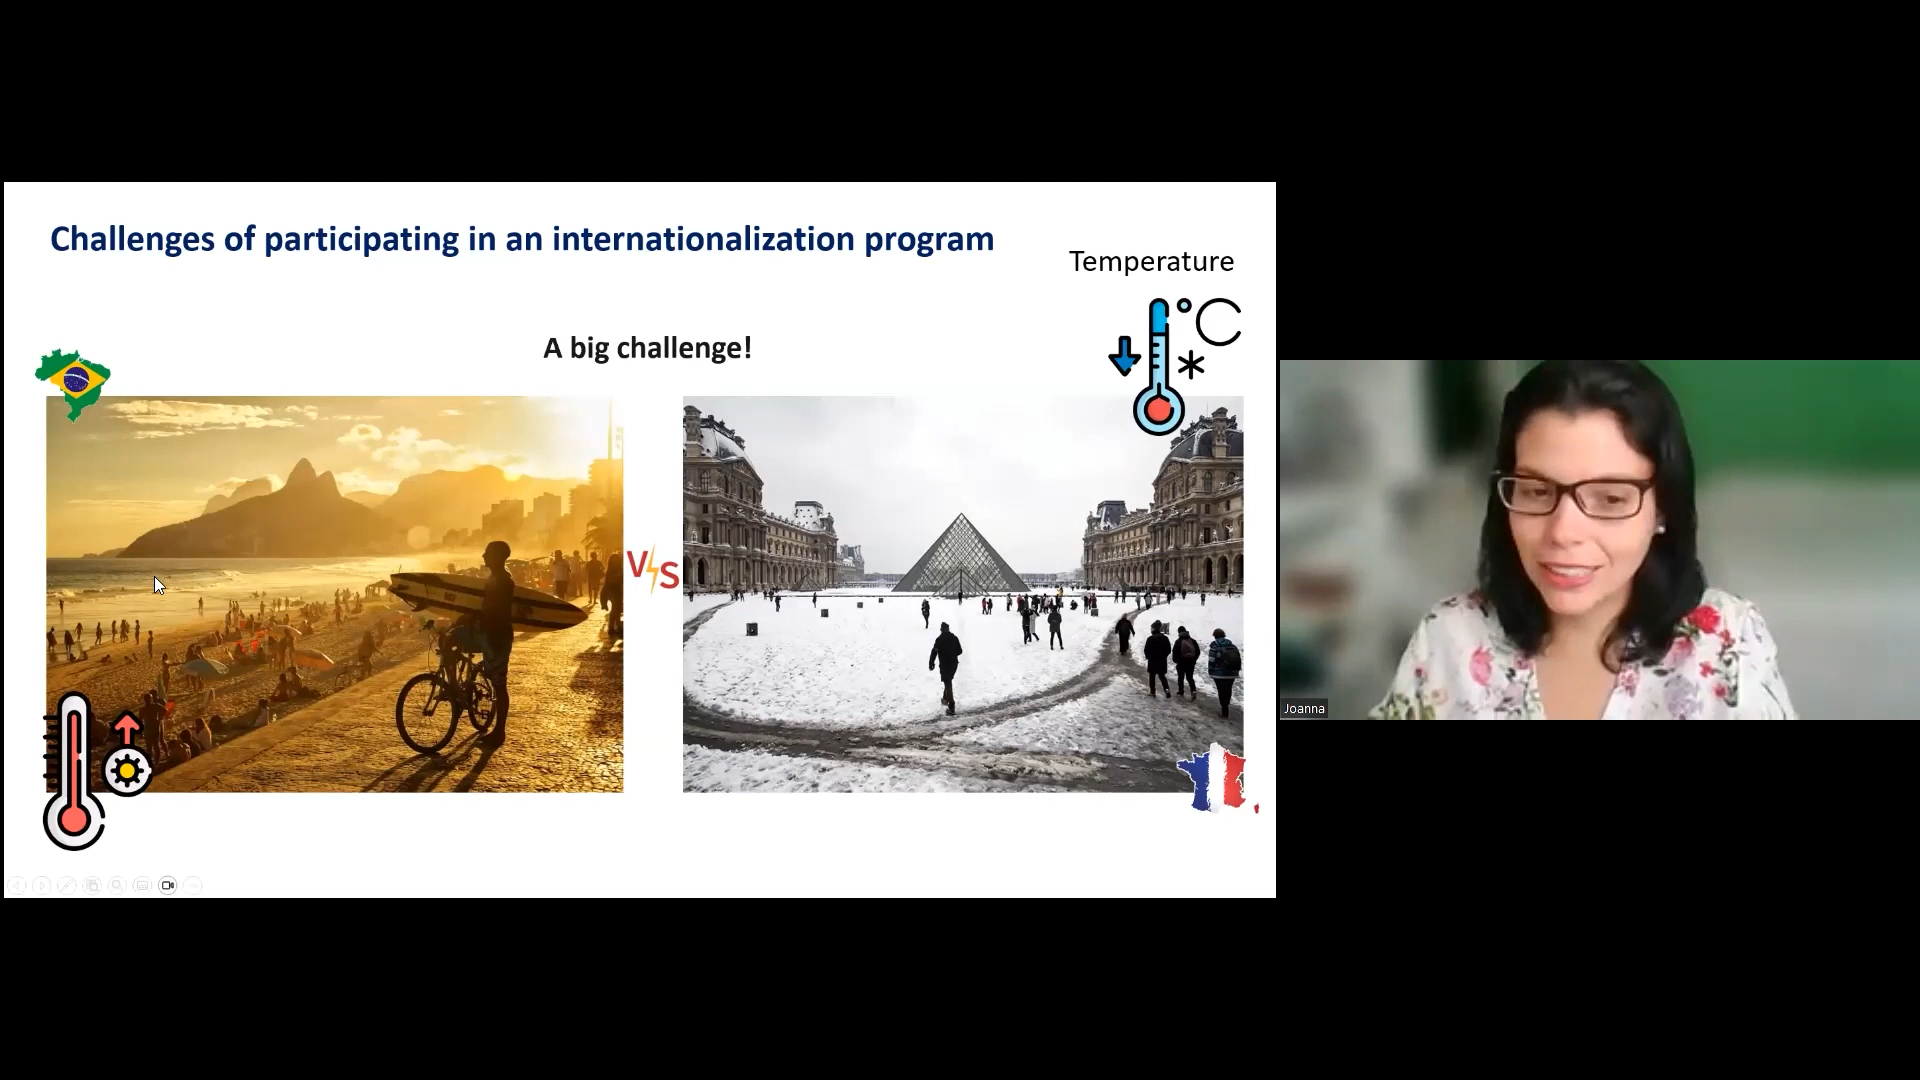 Challenges of participating in an internationalization program
Temperature
°C
A big challenge!
VS
Joanna